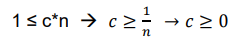 1 ≤ c*n → c ≥ 1/n → c ≥ 0